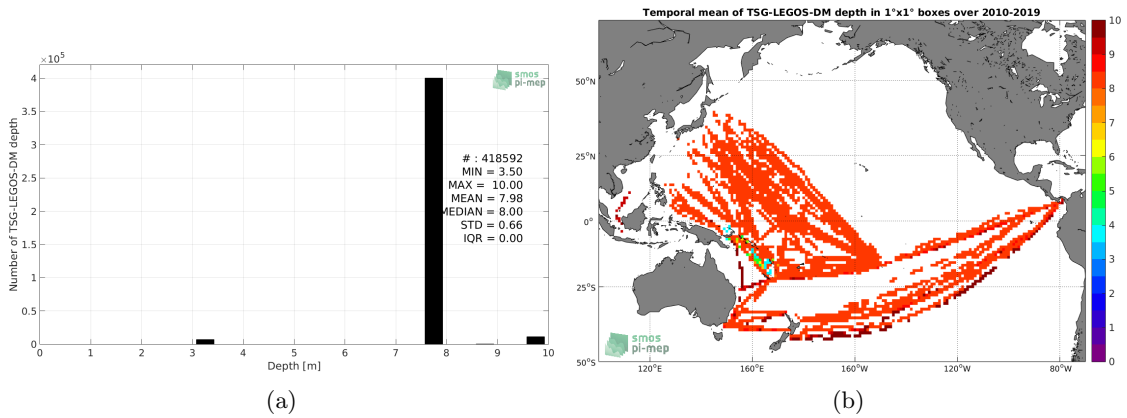 ×10⁵
4
3.5
3
2.5
2
1.5
1
0.5
0
Number of TSG-LEGOS-DM depth
smos
pi-mep
# : 418592
MIN = 3.50
MAX = 10.00
MEAN = 7.98
MEDIAN = 8.00
STD = 0.66
IQR = 0.00
0 1 2 3 4 5 6 7 8 9 10
Depth [m]
(a)
Temporal mean of TSG-LEGOS-DM depth in 1°x1° boxes over 2010-2019
50°N
25°N
0°
25°S
50°S
120°E 160°E 160°W 120°W 80°W
smos
pi-mep
10
9
8
7
6
5
4
3
2
1
0
(b)